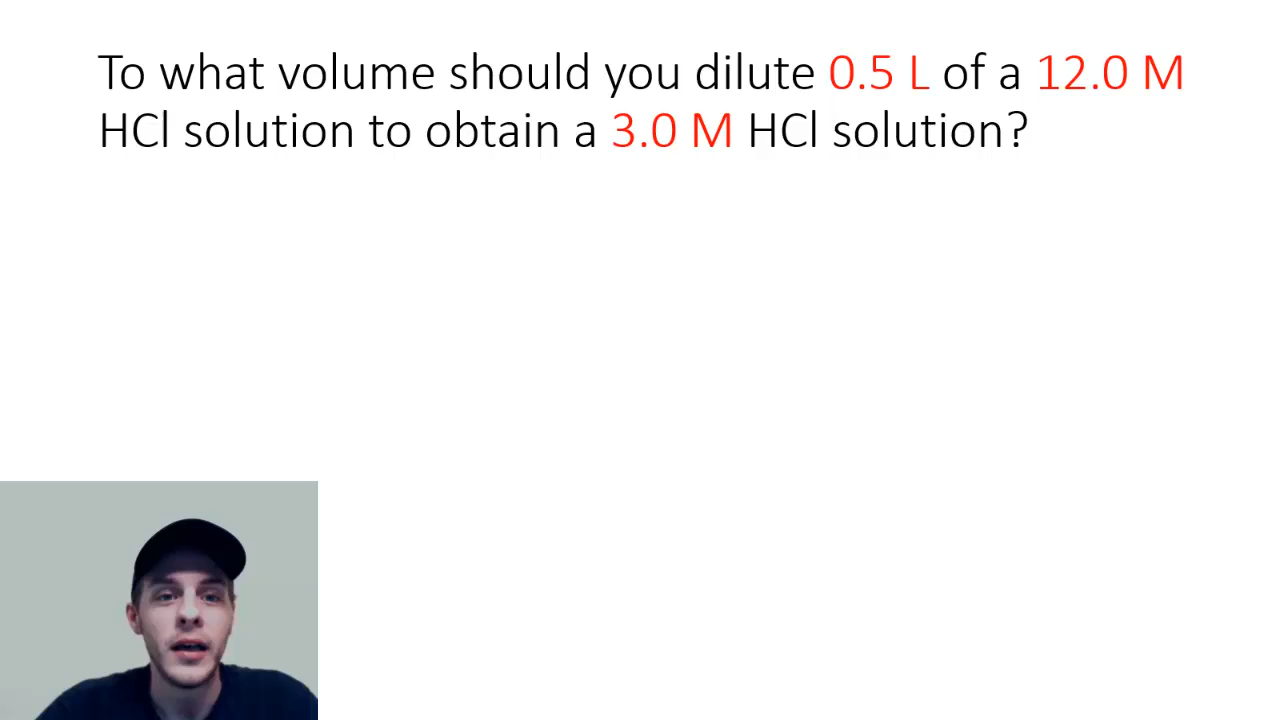 To what volume should you dilute 0.5 L of a 12.0 M
HCl solution to obtain a 3.0 M HCl solution?